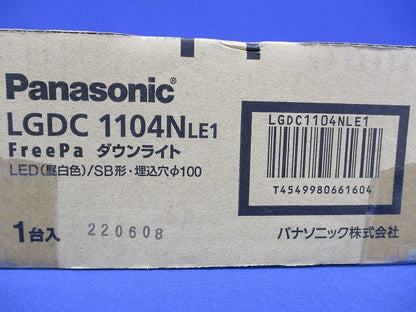 Panasonic®
LGDC 1104NLE1
FreePa ダウンライト
LED(昼白色)/SB形・埋込穴φ100
1台入
220608
LGDC1104NLE1
T4549980661604
パナソニック株式会社